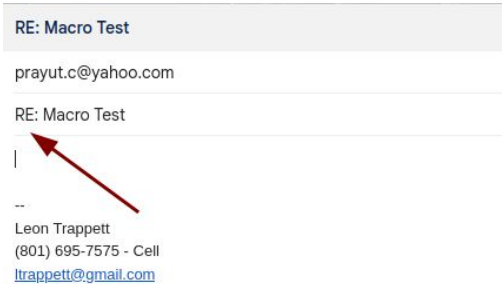 RE: Macro Test
prayut.c@yahoo.com
RE: Macro Test
--
Leon Trappett
(801) 695-7575 - Cell
ltrappett@gmail.com